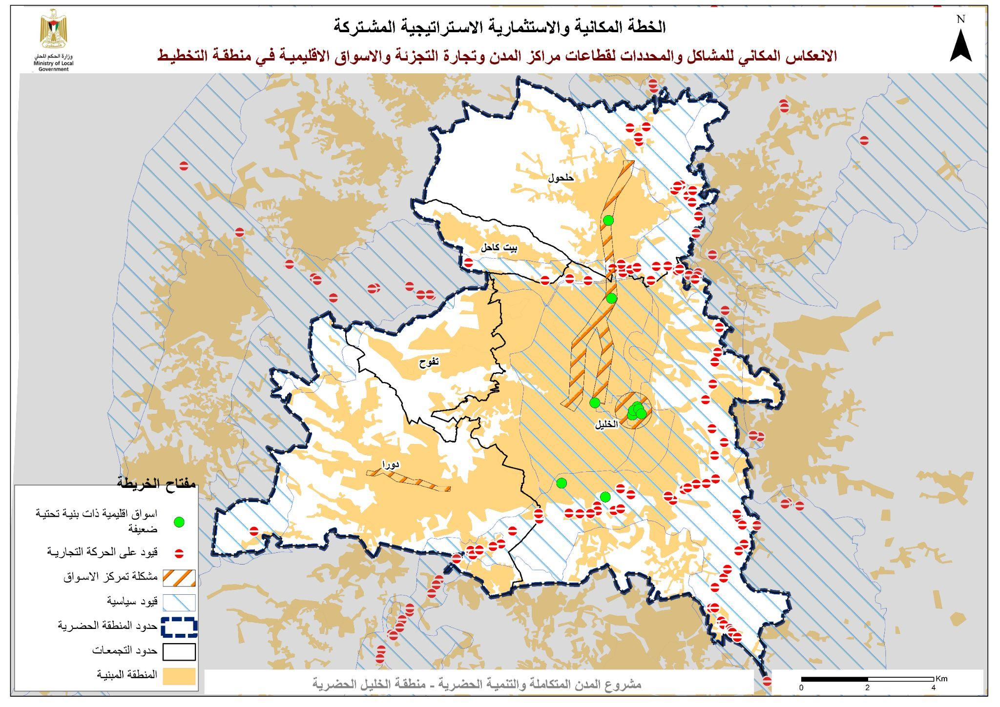 الخطة المكانية والاستثمارية الاستراتيجية المشتركة
الانعكاس المكاني للمشاكل والمحددات لقطاعات مراكز المدن وتجارة التجزئة والاسواق الاقليمية في منطقة التخطيط
فلسطين
وزارة الحكم المحلي
Ministry of Local
Government
N
حلحول
بيت كاحل
تفوح
الخليل
دورا
مفتاح الخريطة
اسواق اقليمية ذات بنية تحتية
ضعيفة
قيود على الحركة التجارية
مشكلة تمركز الاسواق
قيود سياسية
حدود المنطقة الحضرية
حدود التجمعات
المنطقة المبنية
مشروع المدن المتكاملة والتنمية الحضرية - منطقة الخليل الحضرية
Km
0 2 4